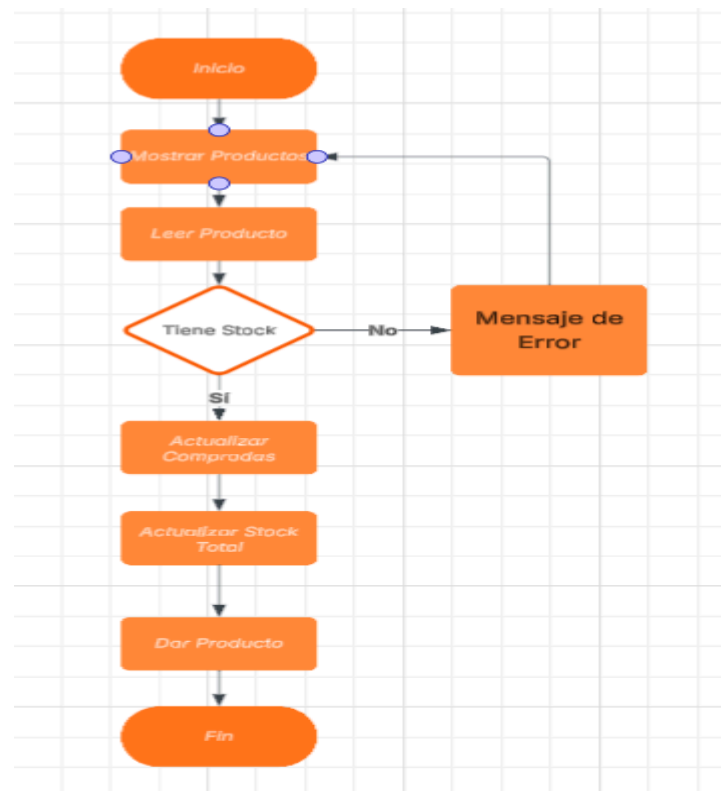 Inicio
Mostrar Productos
Leer Producto
Tiene Stock
No
Mensaje de
Error
Sí
Actualizar
Compradas
Actualizar Stock
Total
Dar Producto
Fin